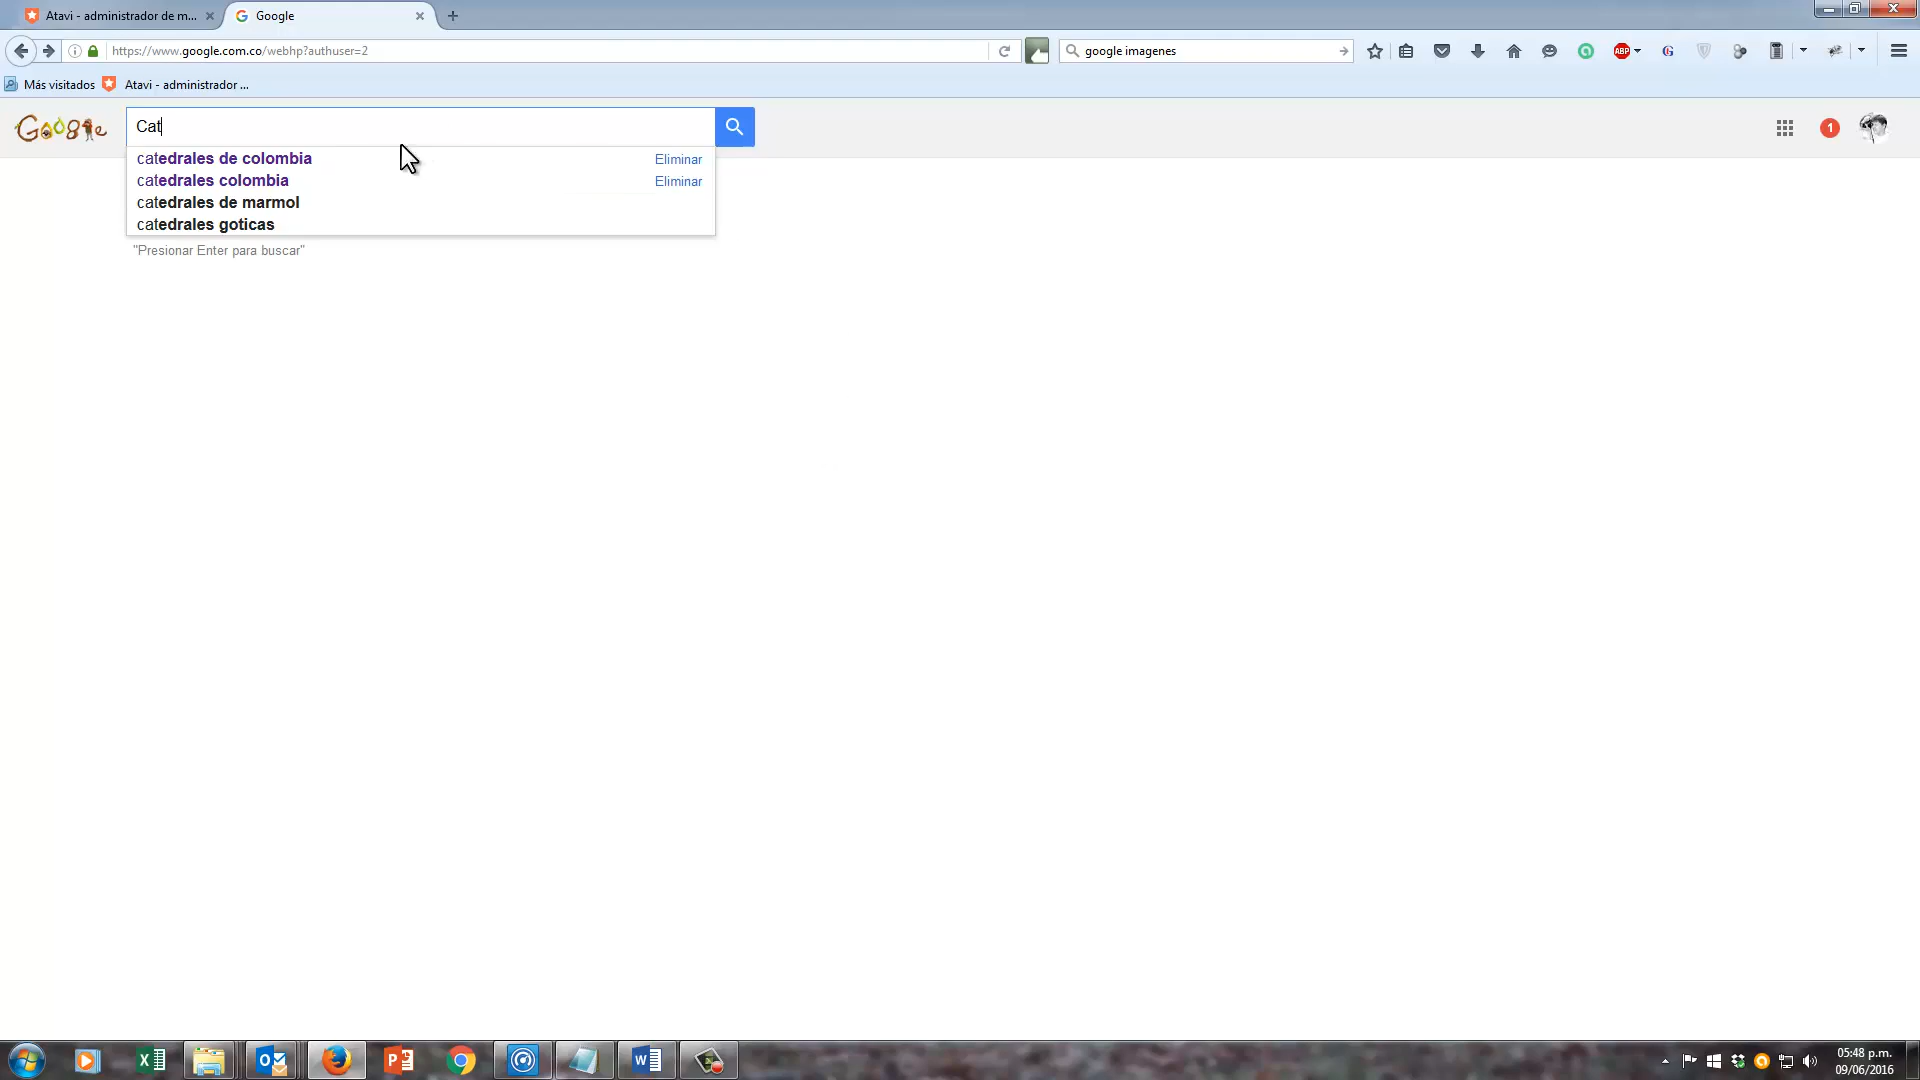 Atavi - administrador de m...
Google
https://www.google.com.co/webhp?authuser=2
google imagenes
ABP
Más visitados
Atavi - administrador ...
Google
Cat
1
catedrales de colombia
Eliminar
catedrales colombia
Eliminar
catedrales de marmol
catedrales goticas
"Presionar Enter para buscar"
05:48 p.m.
09/06/2016